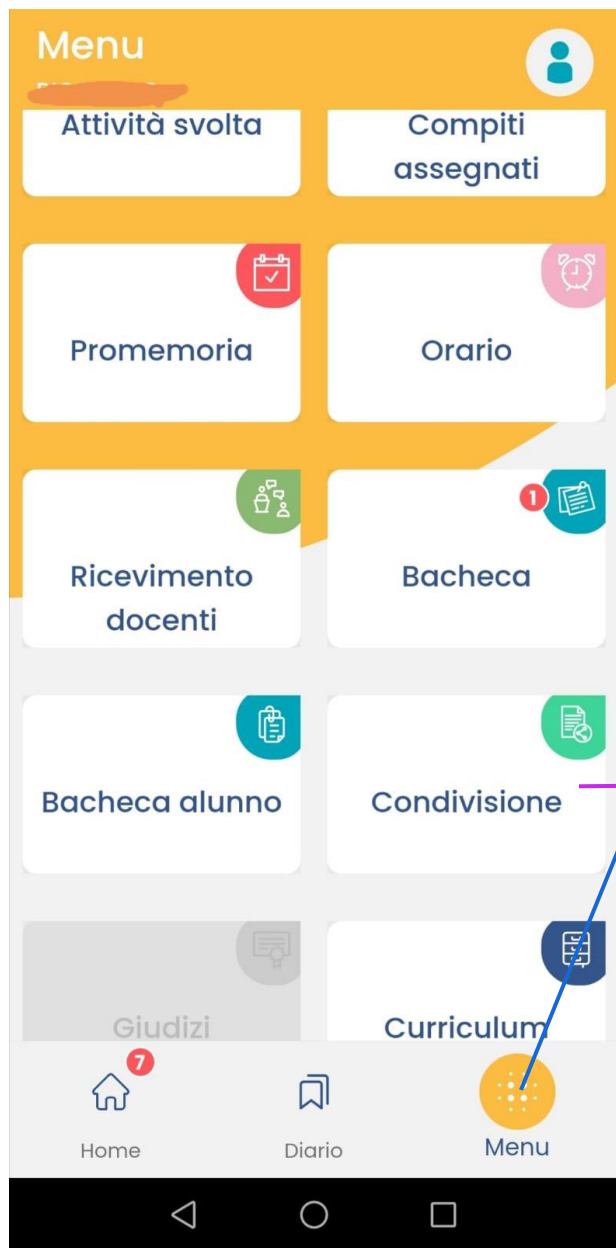 Menu
Attività svolta
Compiti
assegnati
Promemoria
Orario
Ricevimento
docenti
1
Bacheca
Bacheca alunno
Condivisione
Giudizi
Curriculum
7
Home
Diario
Menu